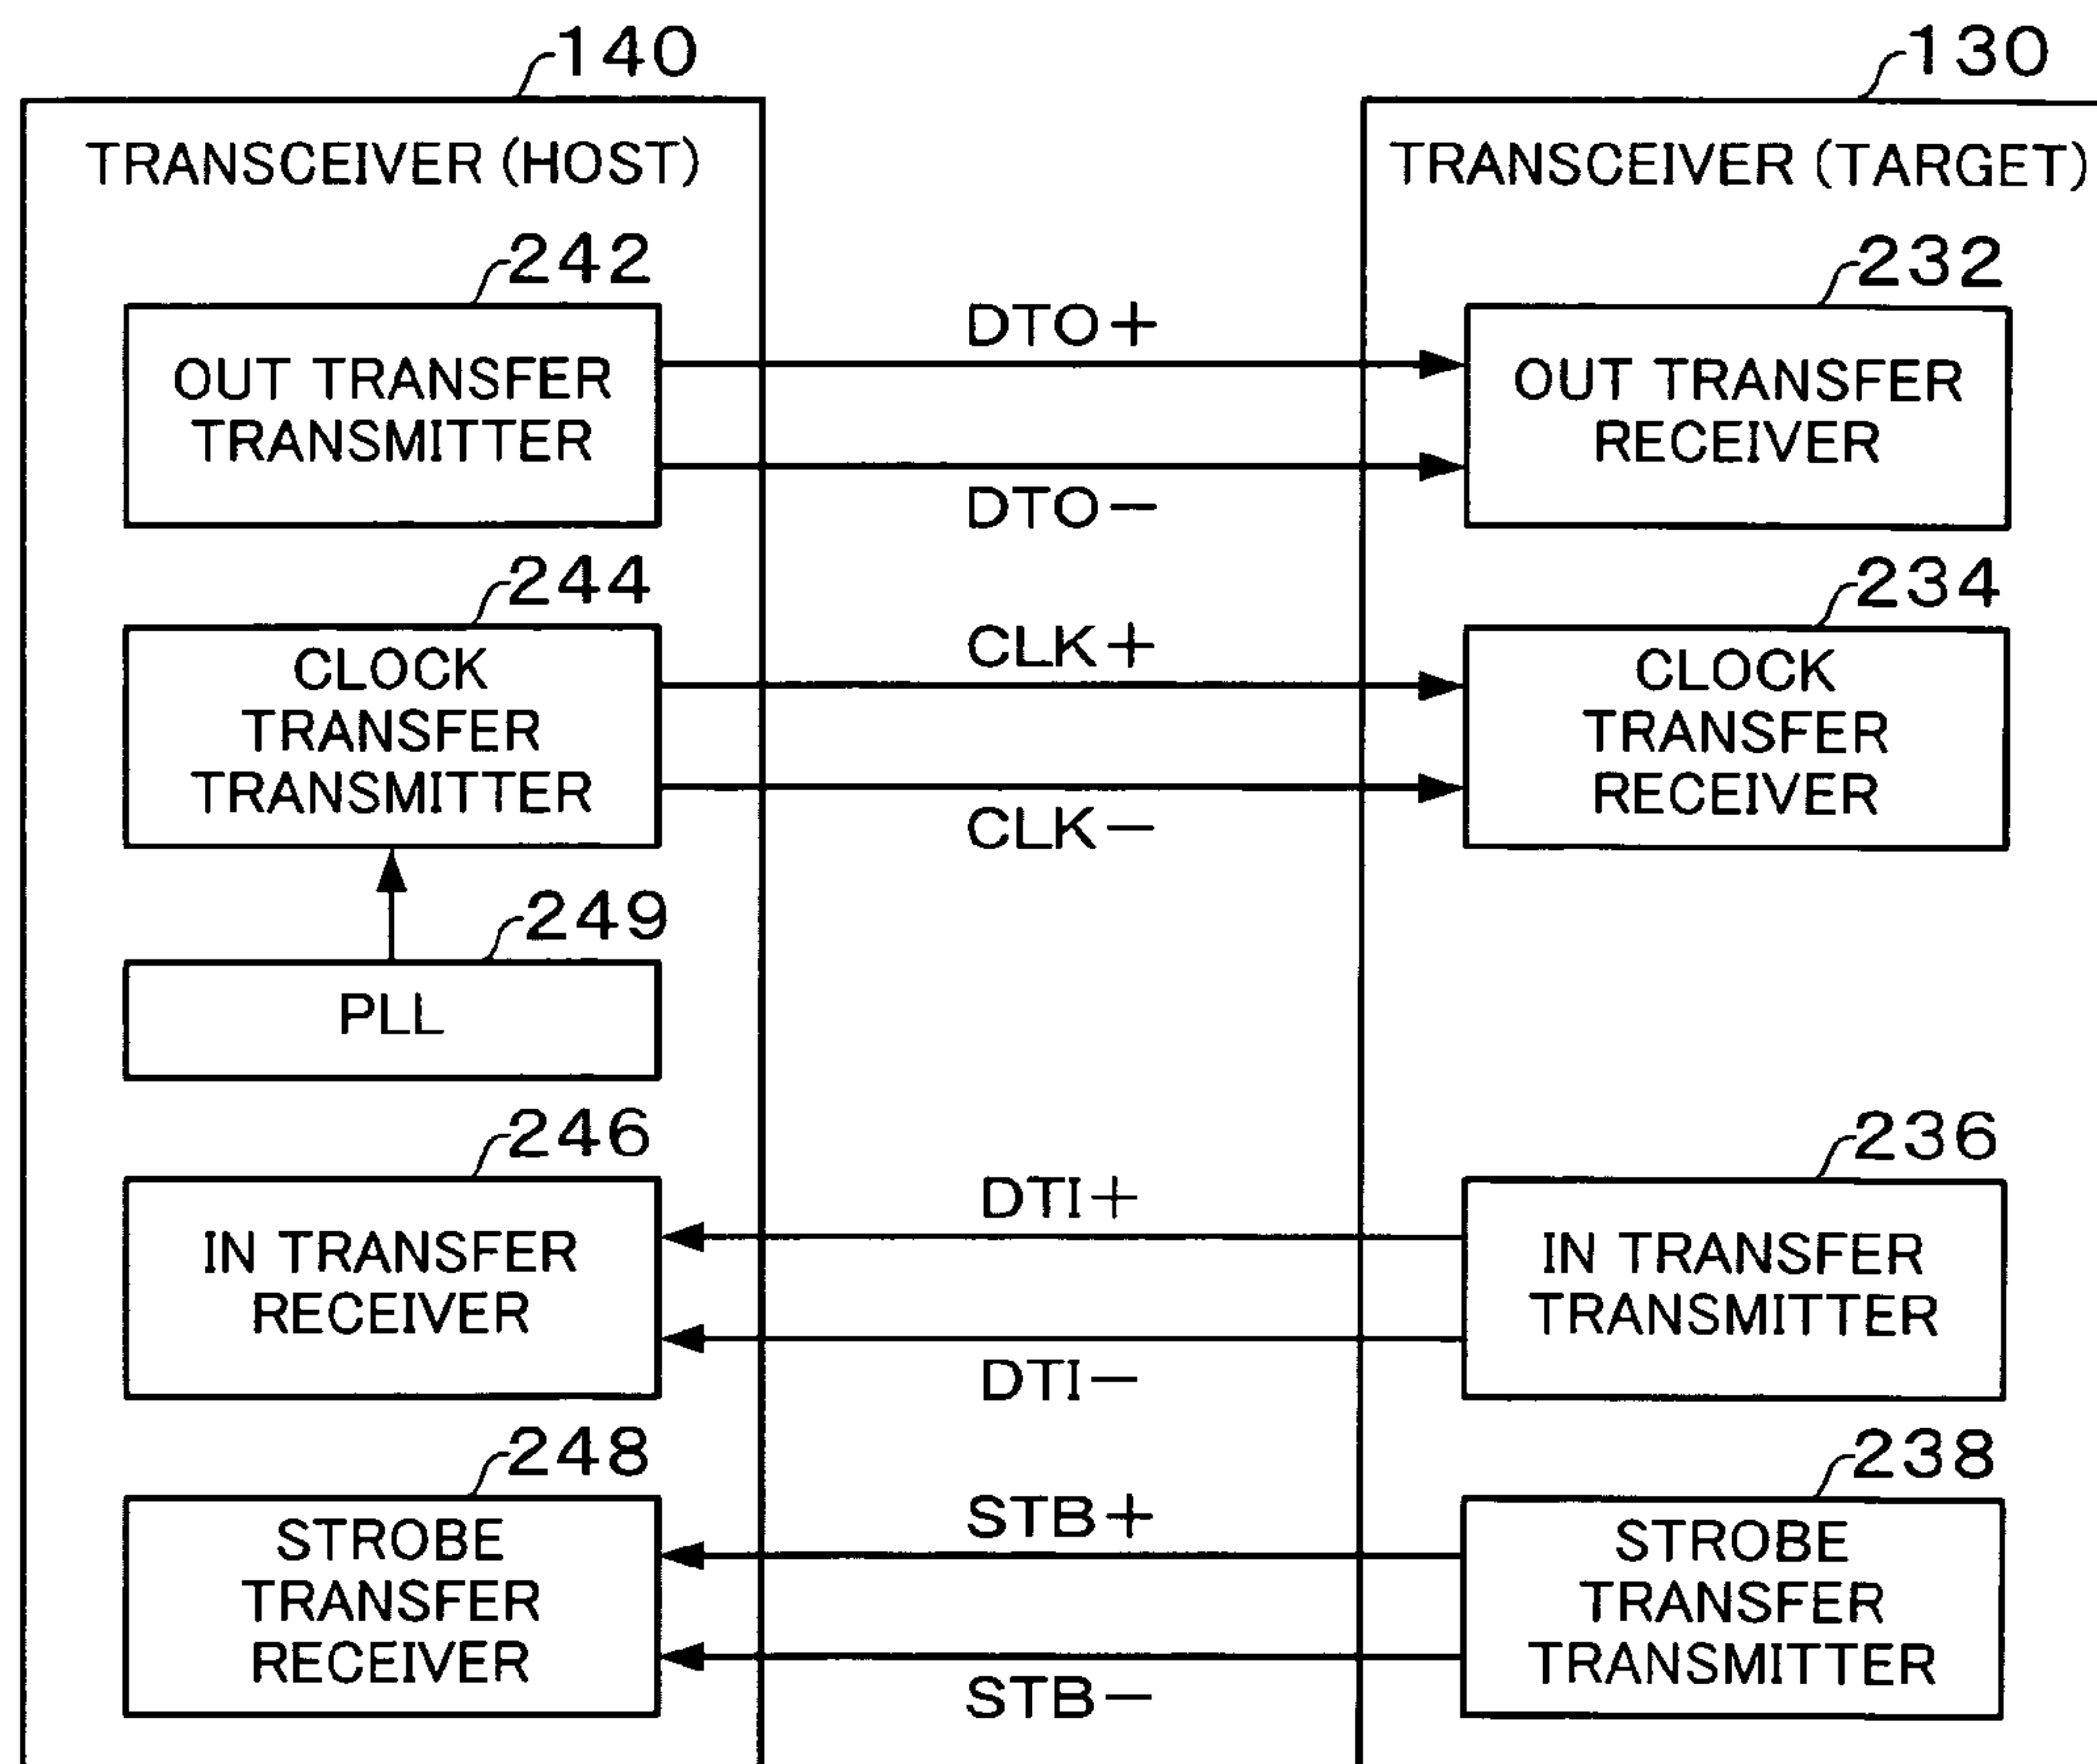 140
130
TRANSCEIVER (HOST)
TRANSCEIVER (TARGET)
242
232
OUT TRANSFER
TRANSMITTER
DTO+
DTO−
OUT TRANSFER
RECEIVER
244
234
CLOCK
TRANSFER
TRANSMITTER
CLK+
CLK−
CLOCK
TRANSFER
RECEIVER
249
PLL
246
236
IN TRANSFER
RECEIVER
DTI+
DTI−
IN TRANSFER
TRANSMITTER
248
238
STROBE
TRANSFER
RECEIVER
STB+
STB−
STROBE
TRANSFER
TRANSMITTER